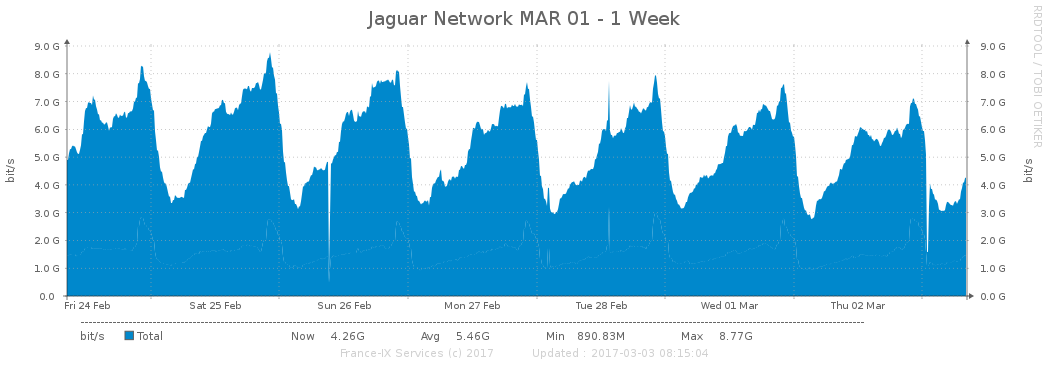 Jaguar Network MAR 01 - 1 Week
RRDTOOL / TOBI OETIKER
9.0 G 9.0 G
8.0 G 8.0 G
7.0 G 7.0 G
6.0 G 6.0 G
5.0 G 5.0 G
4.0 G 4.0 G
3.0 G 3.0 G
2.0 G 2.0 G
1.0 G 1.0 G
0.0 0.0 G
bit/s bit/s
Fri 24 Feb Sat 25 Feb Sun 26 Feb Mon 27 Feb Tue 28 Feb Wed 01 Mar Thu 02 Mar
bit/s Total Now 4.26G Avg 5.46G Min 890.83M Max 8.77G
France-IX Services (c) 2017 Updated : 2017-03-03 08:15:04